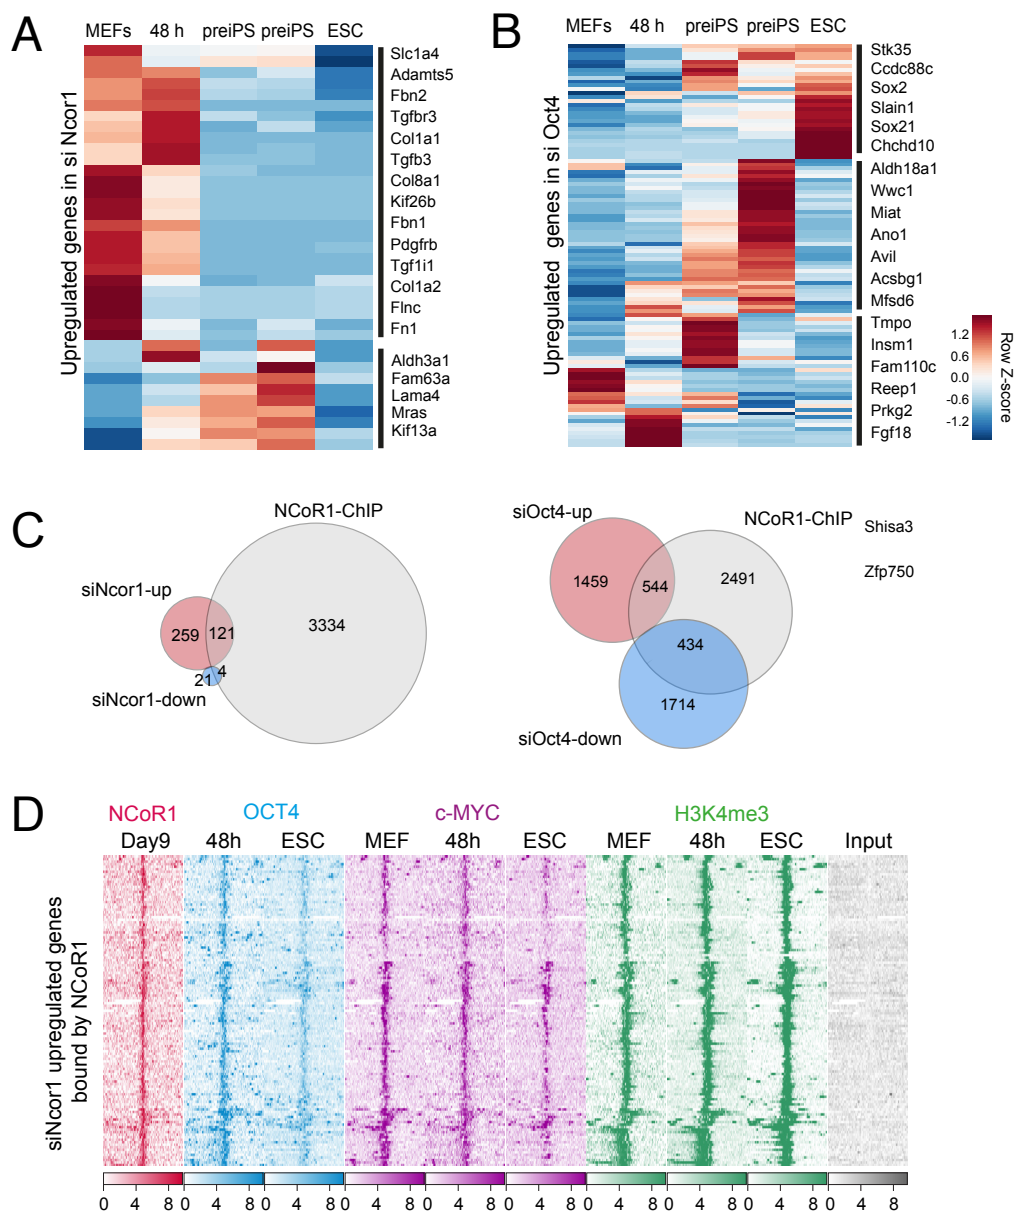 A
MEFs 48 h preiPS preiPS ESC
Upregulated genes in si Ncor1
Slc1a4
Adamts5
Fbn2
Tgfbr3
Col1a1
Tgfb3
Col8a1
Kif26b
Fbn1
Pdgfrb
Tgf1i1
Col1a2
Flnc
Fn1
Aldh3a1
Fam63a
Lama4
Mras
Kif13a
B
MEFs 48 h preiPS preiPS ESC
Upregulated genes in si Oct4
Stk35
Ccdc88c
Sox2
Slain1
Sox21
Chchd10
Aldh18a1
Wwc1
Miat
Ano1
Avil
Acsbg1
Mfsd6
Tmpo
Insm1
Fam110c
Reep1
Prkg2
Fgf18
Shisa3
Zfp750
1.2
0.6
0.0
-0.6
-1.2
Row Z-score
C
NCoR1-ChIP
siNcor1-up
259 121 3334
4
21
siNcor1-down
siOct4-up
NCoR1-ChIP
1459 544 2491
434
1714
siOct4-down
D
NCoR1 OCT4 c-MYC H3K4me3
Day9 48h ESC MEF 48h ESC MEF 48h ESC Input
siNcor1 upregulated genes
bound by NCoR1
0 4 8 0 4 8 0 4 8 0 4 8 0 4 8 0 4 8 0 4 8 0 4 8 0 4 8 0 4 8